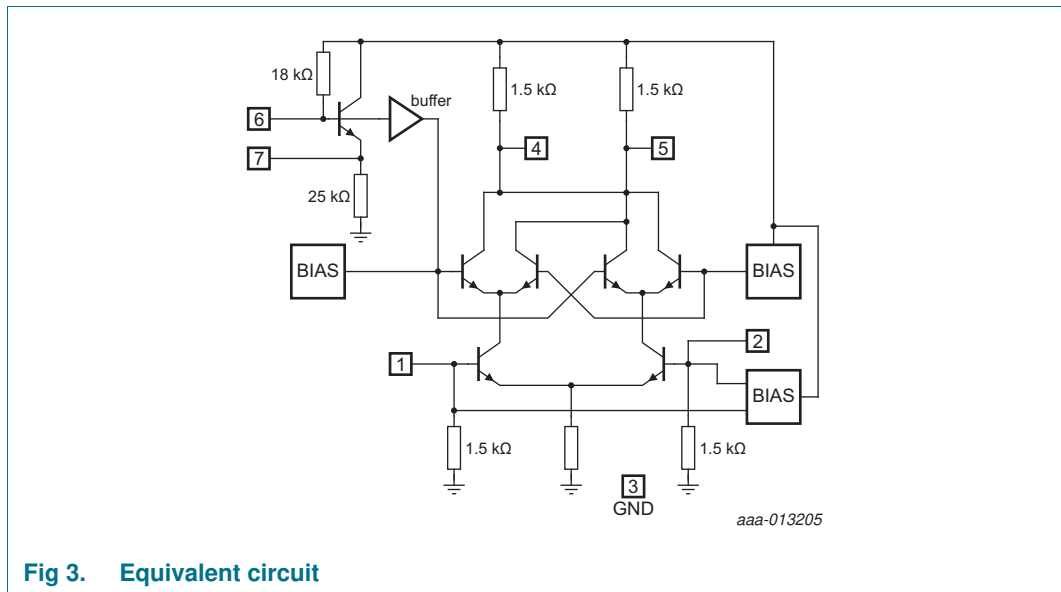 18 kΩ
1.5 kΩ
1.5 kΩ
buffer
6
4
5
7
25 kΩ
BIAS
BIAS
2
1
BIAS
1.5 kΩ
1.5 kΩ
3
GND
aaa-013205
Fig 3. Equivalent circuit